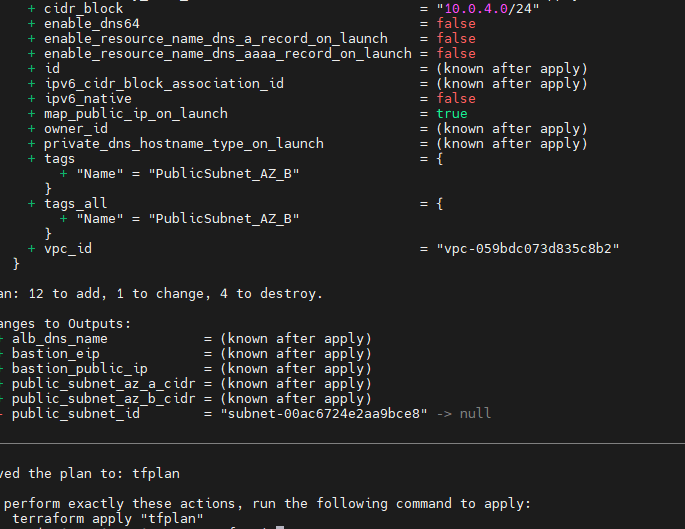 + cidr_block = "10.0.4.0/24"
+ enable_dns64 = false
+ enable_resource_name_dns_a_record_on_launch = false
+ enable_resource_name_dns_aaaa_record_on_launch = false
+ id = (known after apply)
+ ipv6_cidr_block_association_id = (known after apply)
+ ipv6_native = false
+ map_public_ip_on_launch = true
+ owner_id = (known after apply)
+ private_dns_hostname_type_on_launch = (known after apply)
+ tags = {
+ "Name" = "PublicSubnet_AZ_B"
}
+ tags_all = {
+ "Name" = "PublicSubnet_AZ_B"
}
+ vpc_id = "vpc-059bdc073d835c8b2"
}
an: 12 to add, 1 to change, 4 to destroy.
anges to Outputs:
+ alb_dns_name = (known after apply)
+ bastion_eip = (known after apply)
+ bastion_public_ip = (known after apply)
+ public_subnet_az_a_cidr = (known after apply)
+ public_subnet_az_b_cidr = (known after apply)
- public_subnet_id = "subnet-00ac6724e2aa9bce8" -> null
ved the plan to: tfplan
perform exactly these actions, run the following command to apply:
terraform apply "tfplan"